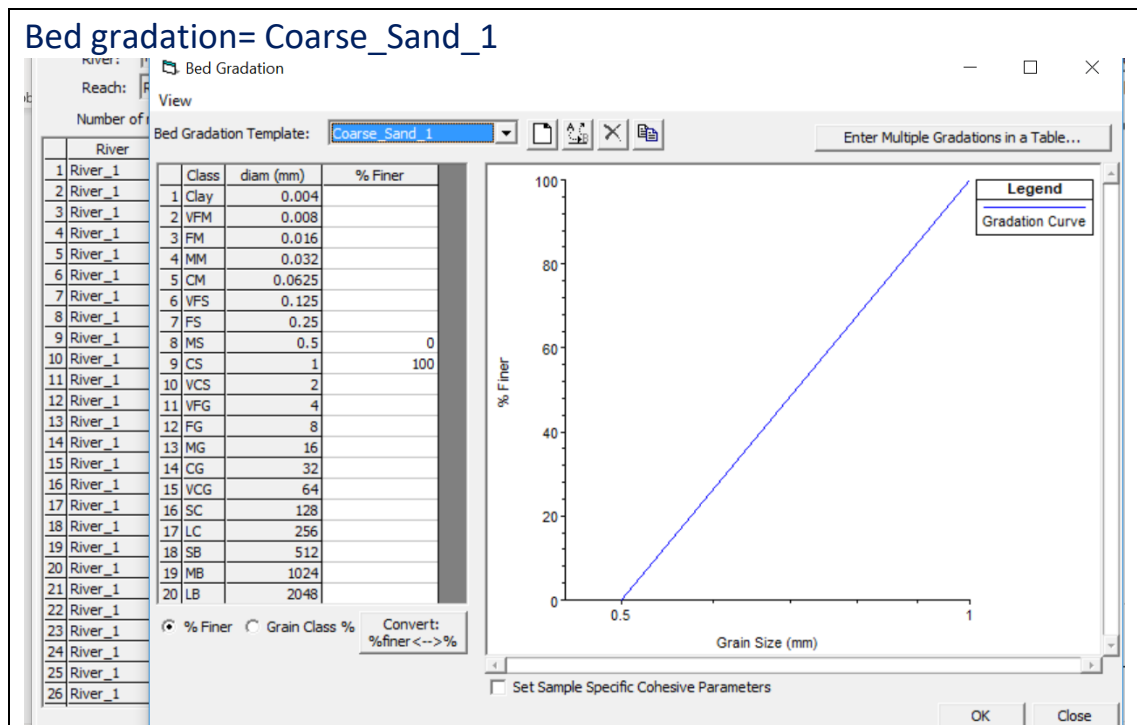 Bed gradation= Coarse_Sand_1
Bed Gradation
Reach:
View
Number of
Bed Gradation Template: Coarse_Sand_1
Enter Multiple Gradations in a Table...
River
1 River_1
2 River_1
3 River_1
4 River_1
5 River_1
6 River_1
7 River_1
8 River_1
9 River_1
10 River_1
11 River_1
12 River_1
13 River_1
14 River_1
15 River_1
16 River_1
17 River_1
18 River_1
19 River_1
20 River_1
21 River_1
22 River_1
23 River_1
24 River_1
25 River_1
26 River_1
Class diam (mm) % Finer
1 Clay 0.004
2 VFM 0.008
3 FM 0.016
4 MM 0.032
5 CM 0.0625
6 VFS 0.125
7 FS 0.25
8 MS 0.5 0
9 CS 1 100
10 VCS 2
11 VFG 4
12 FG 8
13 MG 16
14 CG 32
15 VCG 64
16 SC 128
17 LC 256
18 SB 512
19 MB 1024
20 LB 2048
% Finer Grain Class %
Convert:
%finer<-->%
100
80
60
40
20
0
% Finer
0.5 1
Grain Size (mm)
Legend
Gradation Curve
Set Sample Specific Cohesive Parameters
OK Close